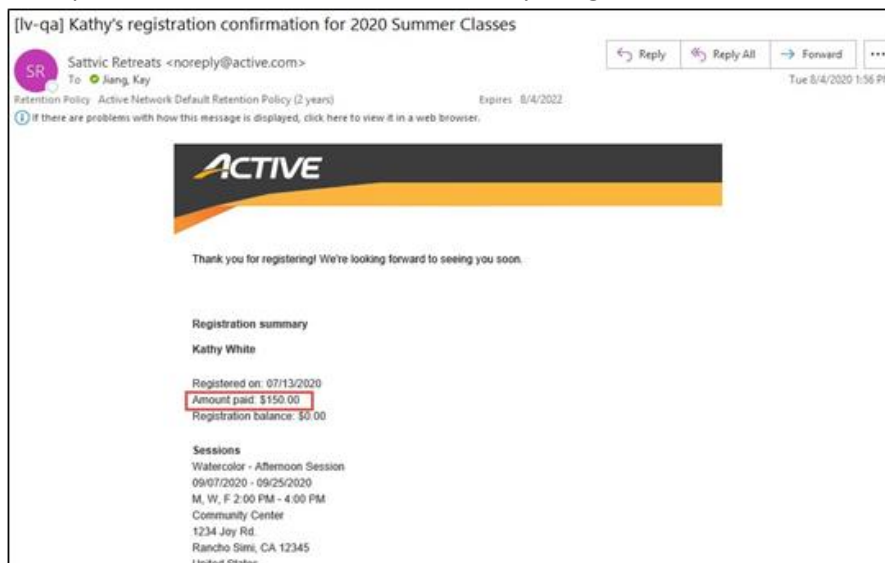 [lv-qa] Kathy's registration confirmation for 2020 Summer Classes
SR
Sattvic Retreats <noreply@active.com>
To Jiang, Kay
Reply
Reply All
Forward
...
Tue 8/4/2020 1:56 PM
Retention Policy Active Network Default Retention Policy (2 years)
Expires 8/4/2022
If there are problems with how this message is displayed, click here to view it in a web browser.
ACTIVE
Thank you for registering! We're looking forward to seeing you soon.
Registration summary
Kathy White
Registered on: 07/13/2020
Amount paid: $150.00
Registration balance: $0.00
Sessions
Watercolor - Afternoon Session
09/07/2020 - 09/25/2020
M, W, F 2:00 PM - 4:00 PM
Community Center
1234 Joy Rd.
Rancho Simi, CA 12345
United States